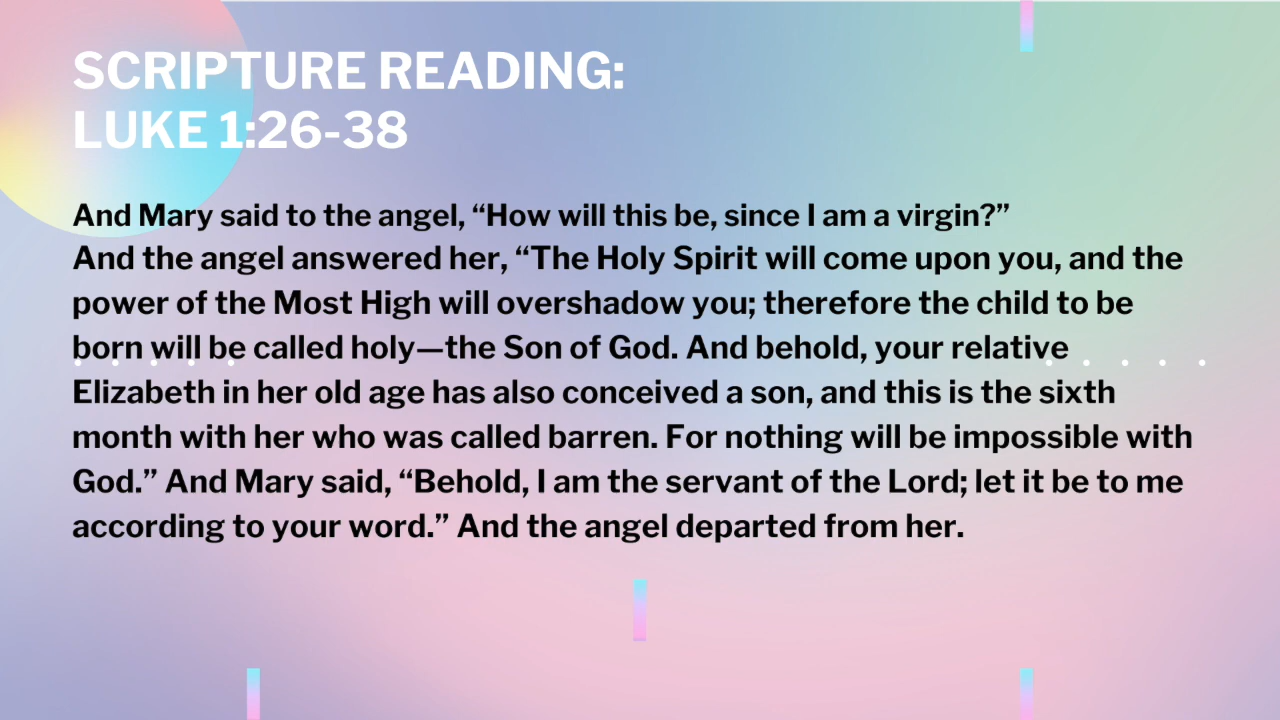 SCRIPTURE READING:
LUKE 1:26-38
And Mary said to the angel, “How will this be, since I am a virgin?”
And the angel answered her, “The Holy Spirit will come upon you, and the
power of the Most High will overshadow you; therefore the child to be
born will be called holy—the Son of God. And behold, your relative
Elizabeth in her old age has also conceived a son, and this is the sixth
month with her who was called barren. For nothing will be impossible with
God.” And Mary said, “Behold, I am the servant of the Lord; let it be to me
according to your word.” And the angel departed from her.